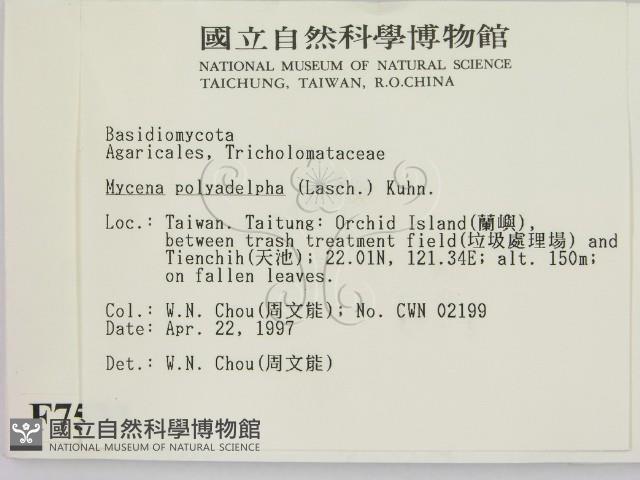 國立自然科學博物館
NATIONAL MUSEUM OF NATURAL SCIENCE
TAICHUNG, TAIWAN, R.O.CHINA
Basidiomycota
Agaricales, Tricholomataceae
Mycena polyadelpha (Lasch.) Kuhn.
Loc.: Taiwan. Taitung: Orchid Island(蘭嶼),
between trash treatment field(垃圾處理場) and
Tienchih(天池); 22.01N, 121.34E; alt. 150m;
on fallen leaves.
Col.: W.N. Chou(周文能); No. CWN 02199
Date: Apr. 22, 1997
Det.: W.N. Chou(周文能)
國立自然科學博物館
NATIONAL MUSEUM OF NATURAL SCIENCE